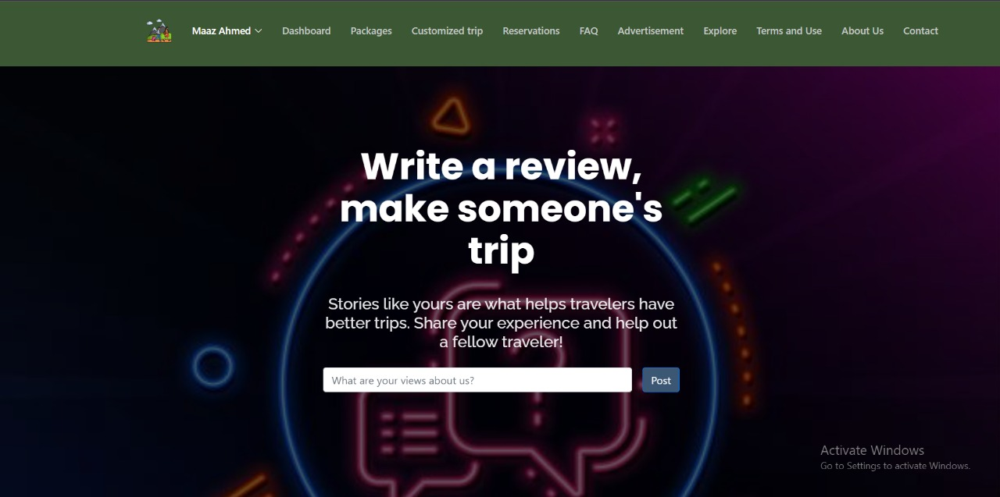 Maaz Ahmed Dashboard Packages Customized trip Reservations FAQ Advertisement Explore Terms and Use About Us Contact
Write a review,
make someone's
trip
Stories like yours are what helps travelers have
better trips. Share your experience and help out
a fellow traveler!
What are your views about us? Post
Activate Windows
Go to Settings to activate Windows.